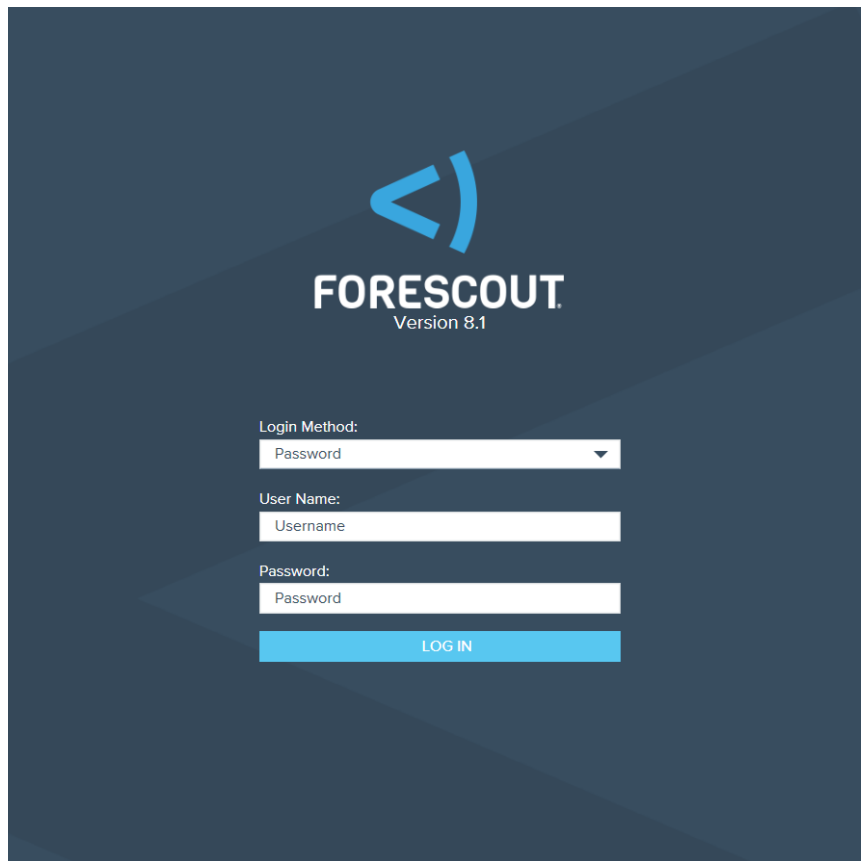 FORESCOUT.
Version 8.1
Login Method:
Password
User Name:
Username
Password:
Password
LOG IN